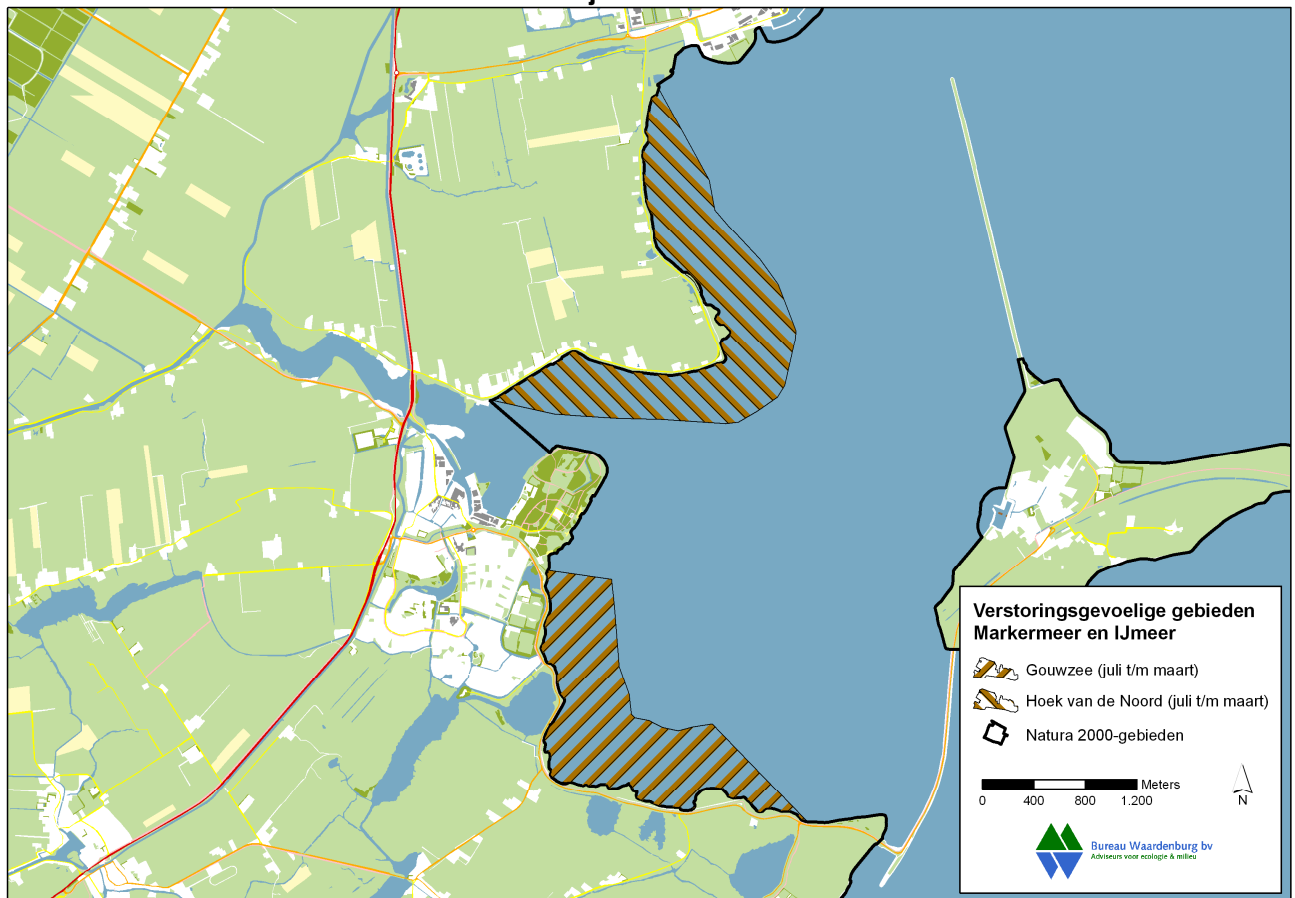 Verstoringsgevoelige gebieden
Markermeer en IJmeer
Gouwzee (juli t/m maart)
Hoek van de Noord (juli t/m maart)
Natura 2000-gebieden
Meters
0 400 800 1.200
N
Bureau Waardenburg bv
Adviseurs voor ecologie & milieu